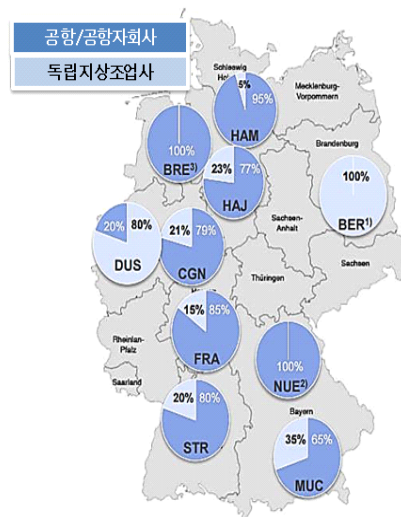 공항/공항자회사
독립지상조업사
Schleswig
Hol
Mecklenburg-
Vorpommern
5%
95%
HAM
100%
BRE3)
23%
77%
HAJ
Brandenburg
100%
BER1)
20%
80%
DUS
21%
79%
CGN
Sachsen-
Anhalt
Sachsen
Thüringen
15%
85%
FRA
Rheinland-
Pfalz
Saarland
100%
NUE2)
20%
80%
STR
Bayern
35%
65%
MUC